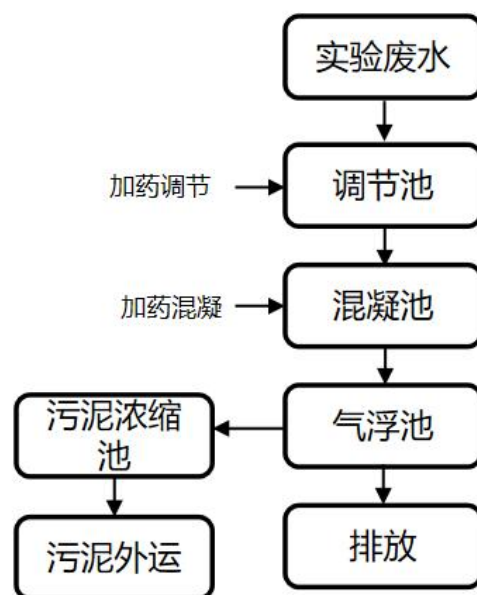 实验废水
加药调节
调节池
加药混凝
混凝池
污泥浓缩
池
气浮池
污泥外运
排放